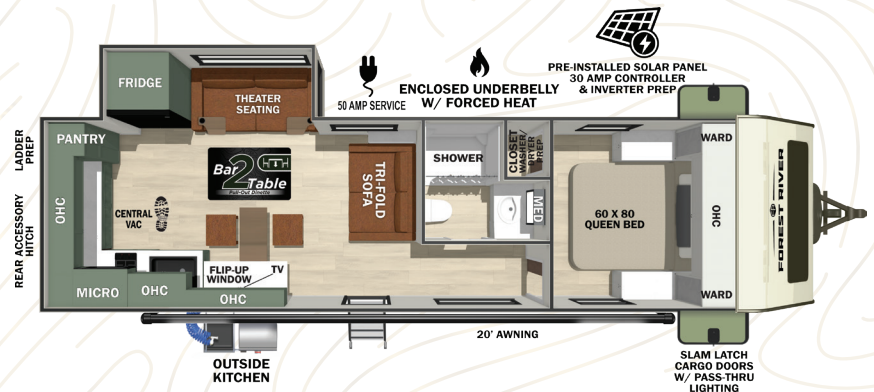 PRE-INSTALLED SOLAR PANEL
30 AMP CONTROLLER
& INVERTER PREP
ENCLOSED UNDERBELLY
W/ FORCED HEAT
50 AMP SERVICE
FRIDGE
THEATER
SEATING
LADDER
PREP
PANTRY
SHOWER
CLOSET
WASHER/
DRYER
PREP
WARD
Bar
2
Table
Pull-Out Dinette
TRI-FOLD
SOFA
OHC
CENTRAL
VAC
MED
60 X 80
QUEEN BED
OHC
FOREST RIVER
REAR ACCESSORY
HITCH
FLIP-UP
WINDOW
TV
MICRO
OHC
OHC
WARD
20' AWNING
OUTSIDE
KITCHEN
SLAM LATCH
CARGO DOORS
W/ PASS-THRU
LIGHTING